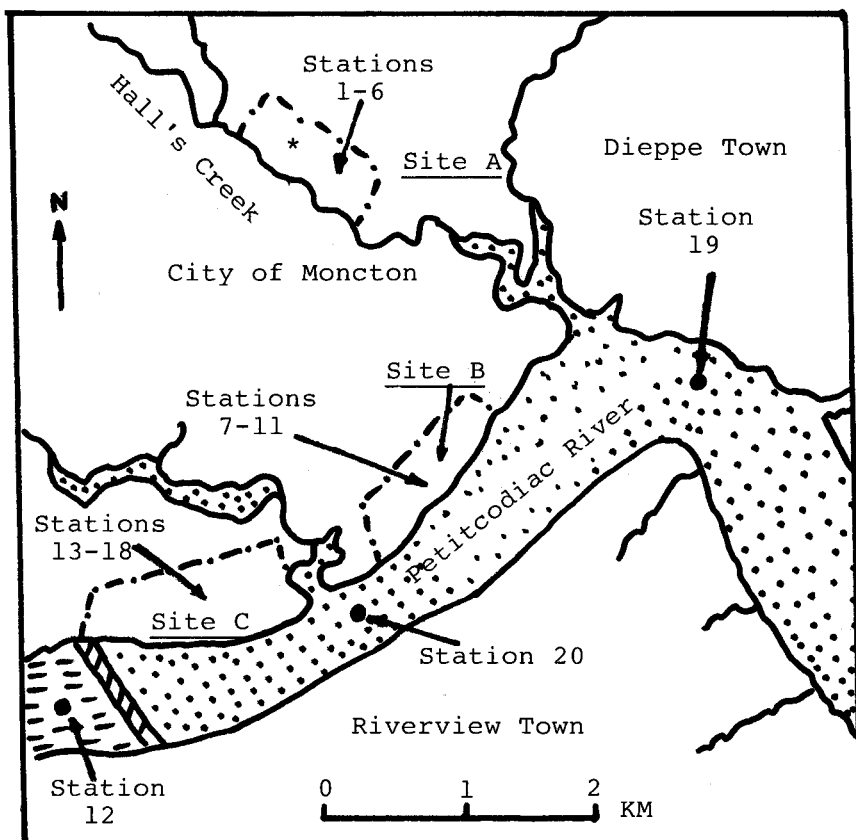 Stations
1-6
Hall's Creek
*
Site A
Dieppe Town
N
Station
19
City of Moncton
Site B
Stations
7-11
Petitcodiac River
Stations
13-18
Site C
Station 20
Riverview Town
Station
12
0 1 2
KM